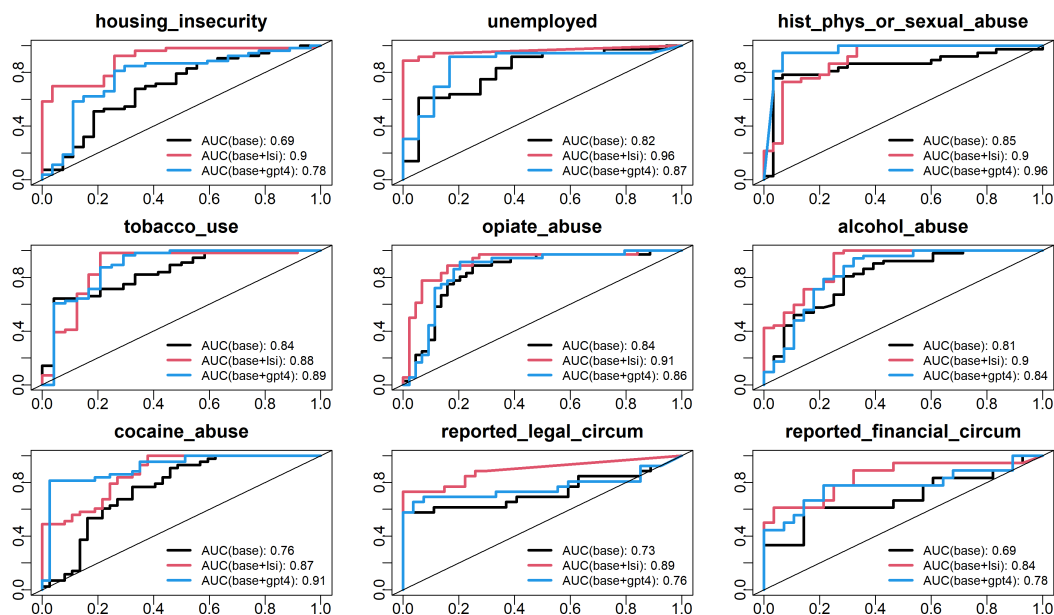 housing_insecurity
0.0 0.4 0.8
AUC(base): 0.69
AUC(base+lsi): 0.9
AUC(base+gpt4): 0.78
0.0 0.2 0.4 0.6 0.8 1.0
unemployed
0.0 0.4 0.8
AUC(base): 0.82
AUC(base+lsi): 0.96
AUC(base+gpt4): 0.87
0.0 0.2 0.4 0.6 0.8 1.0
hist_phys_or_sexual_abuse
0.0 0.4 0.8
AUC(base): 0.85
AUC(base+lsi): 0.9
AUC(base+gpt4): 0.96
0.0 0.2 0.4 0.6 0.8 1.0
tobacco_use
0.0 0.4 0.8
AUC(base): 0.84
AUC(base+lsi): 0.88
AUC(base+gpt4): 0.89
0.0 0.2 0.4 0.6 0.8 1.0
opiate_abuse
0.0 0.4 0.8
AUC(base): 0.84
AUC(base+lsi): 0.91
AUC(base+gpt4): 0.86
0.0 0.2 0.4 0.6 0.8 1.0
alcohol_abuse
0.0 0.4 0.8
AUC(base): 0.81
AUC(base+lsi): 0.9
AUC(base+gpt4): 0.84
0.0 0.2 0.4 0.6 0.8 1.0
cocaine_abuse
0.0 0.4 0.8
AUC(base): 0.76
AUC(base+lsi): 0.87
AUC(base+gpt4): 0.91
0.0 0.2 0.4 0.6 0.8 1.0
reported_legal_circum
0.0 0.4 0.8
AUC(base): 0.73
AUC(base+lsi): 0.89
AUC(base+gpt4): 0.76
0.0 0.2 0.4 0.6 0.8 1.0
reported_financial_circum
0.0 0.4 0.8
AUC(base): 0.69
AUC(base+lsi): 0.84
AUC(base+gpt4): 0.78
0.0 0.2 0.4 0.6 0.8 1.0